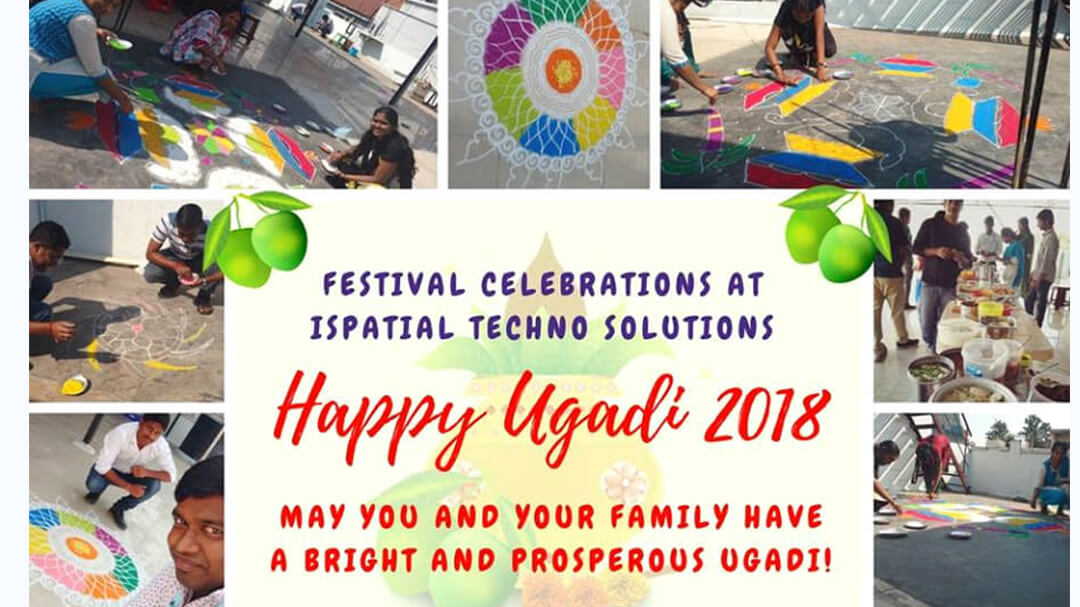 FESTIVAL CELEBRATIONS AT
ISPATIAL TECHNO SOLUTIONS
Happy Ugadi 2018
MAY YOU AND YOUR FAMILY HAVE
A BRIGHT AND PROSPEROUS UGADI!